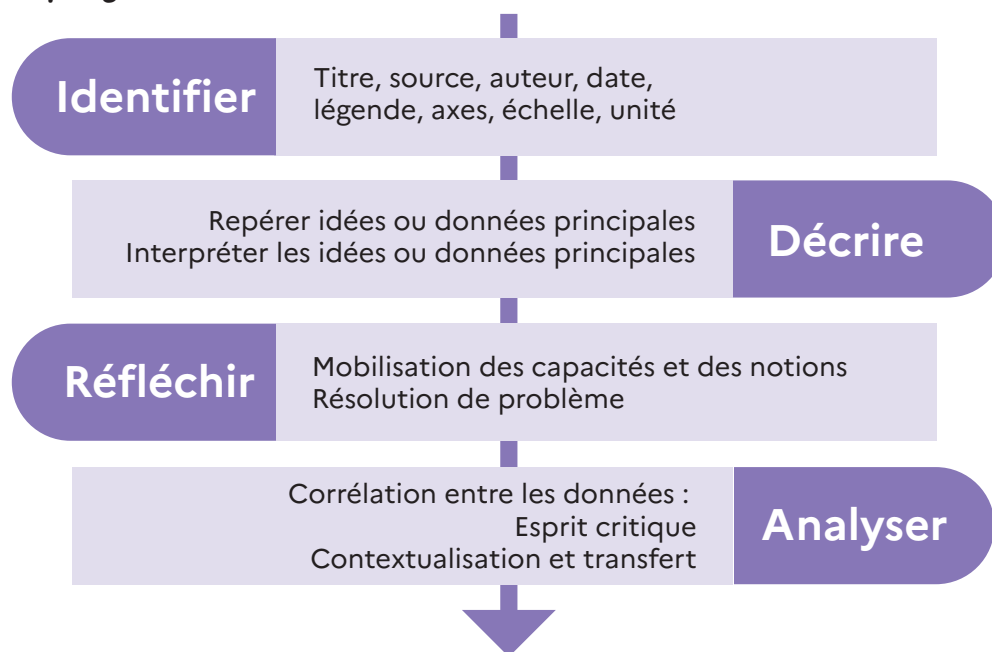 Identifier
Titre, source, auteur, date,
légende, axes, échelle, unité
Repérer idées ou données principales
Interpréter les idées ou données principales
Décrire
Réfléchir
Mobilisation des capacités et des notions
Résolution de problème
Corrélation entre les données :
Esprit critique
Contextualisation et transfert
Analyser